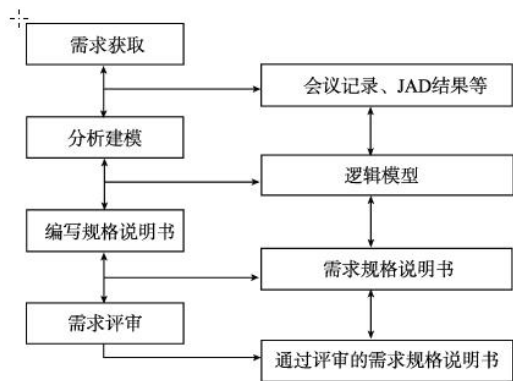 需求获取
会议记录、JAD结果等
分析建模
逻辑模型
编写规格说明书
需求规格说明书
需求评审
通过评审的需求规格说明书